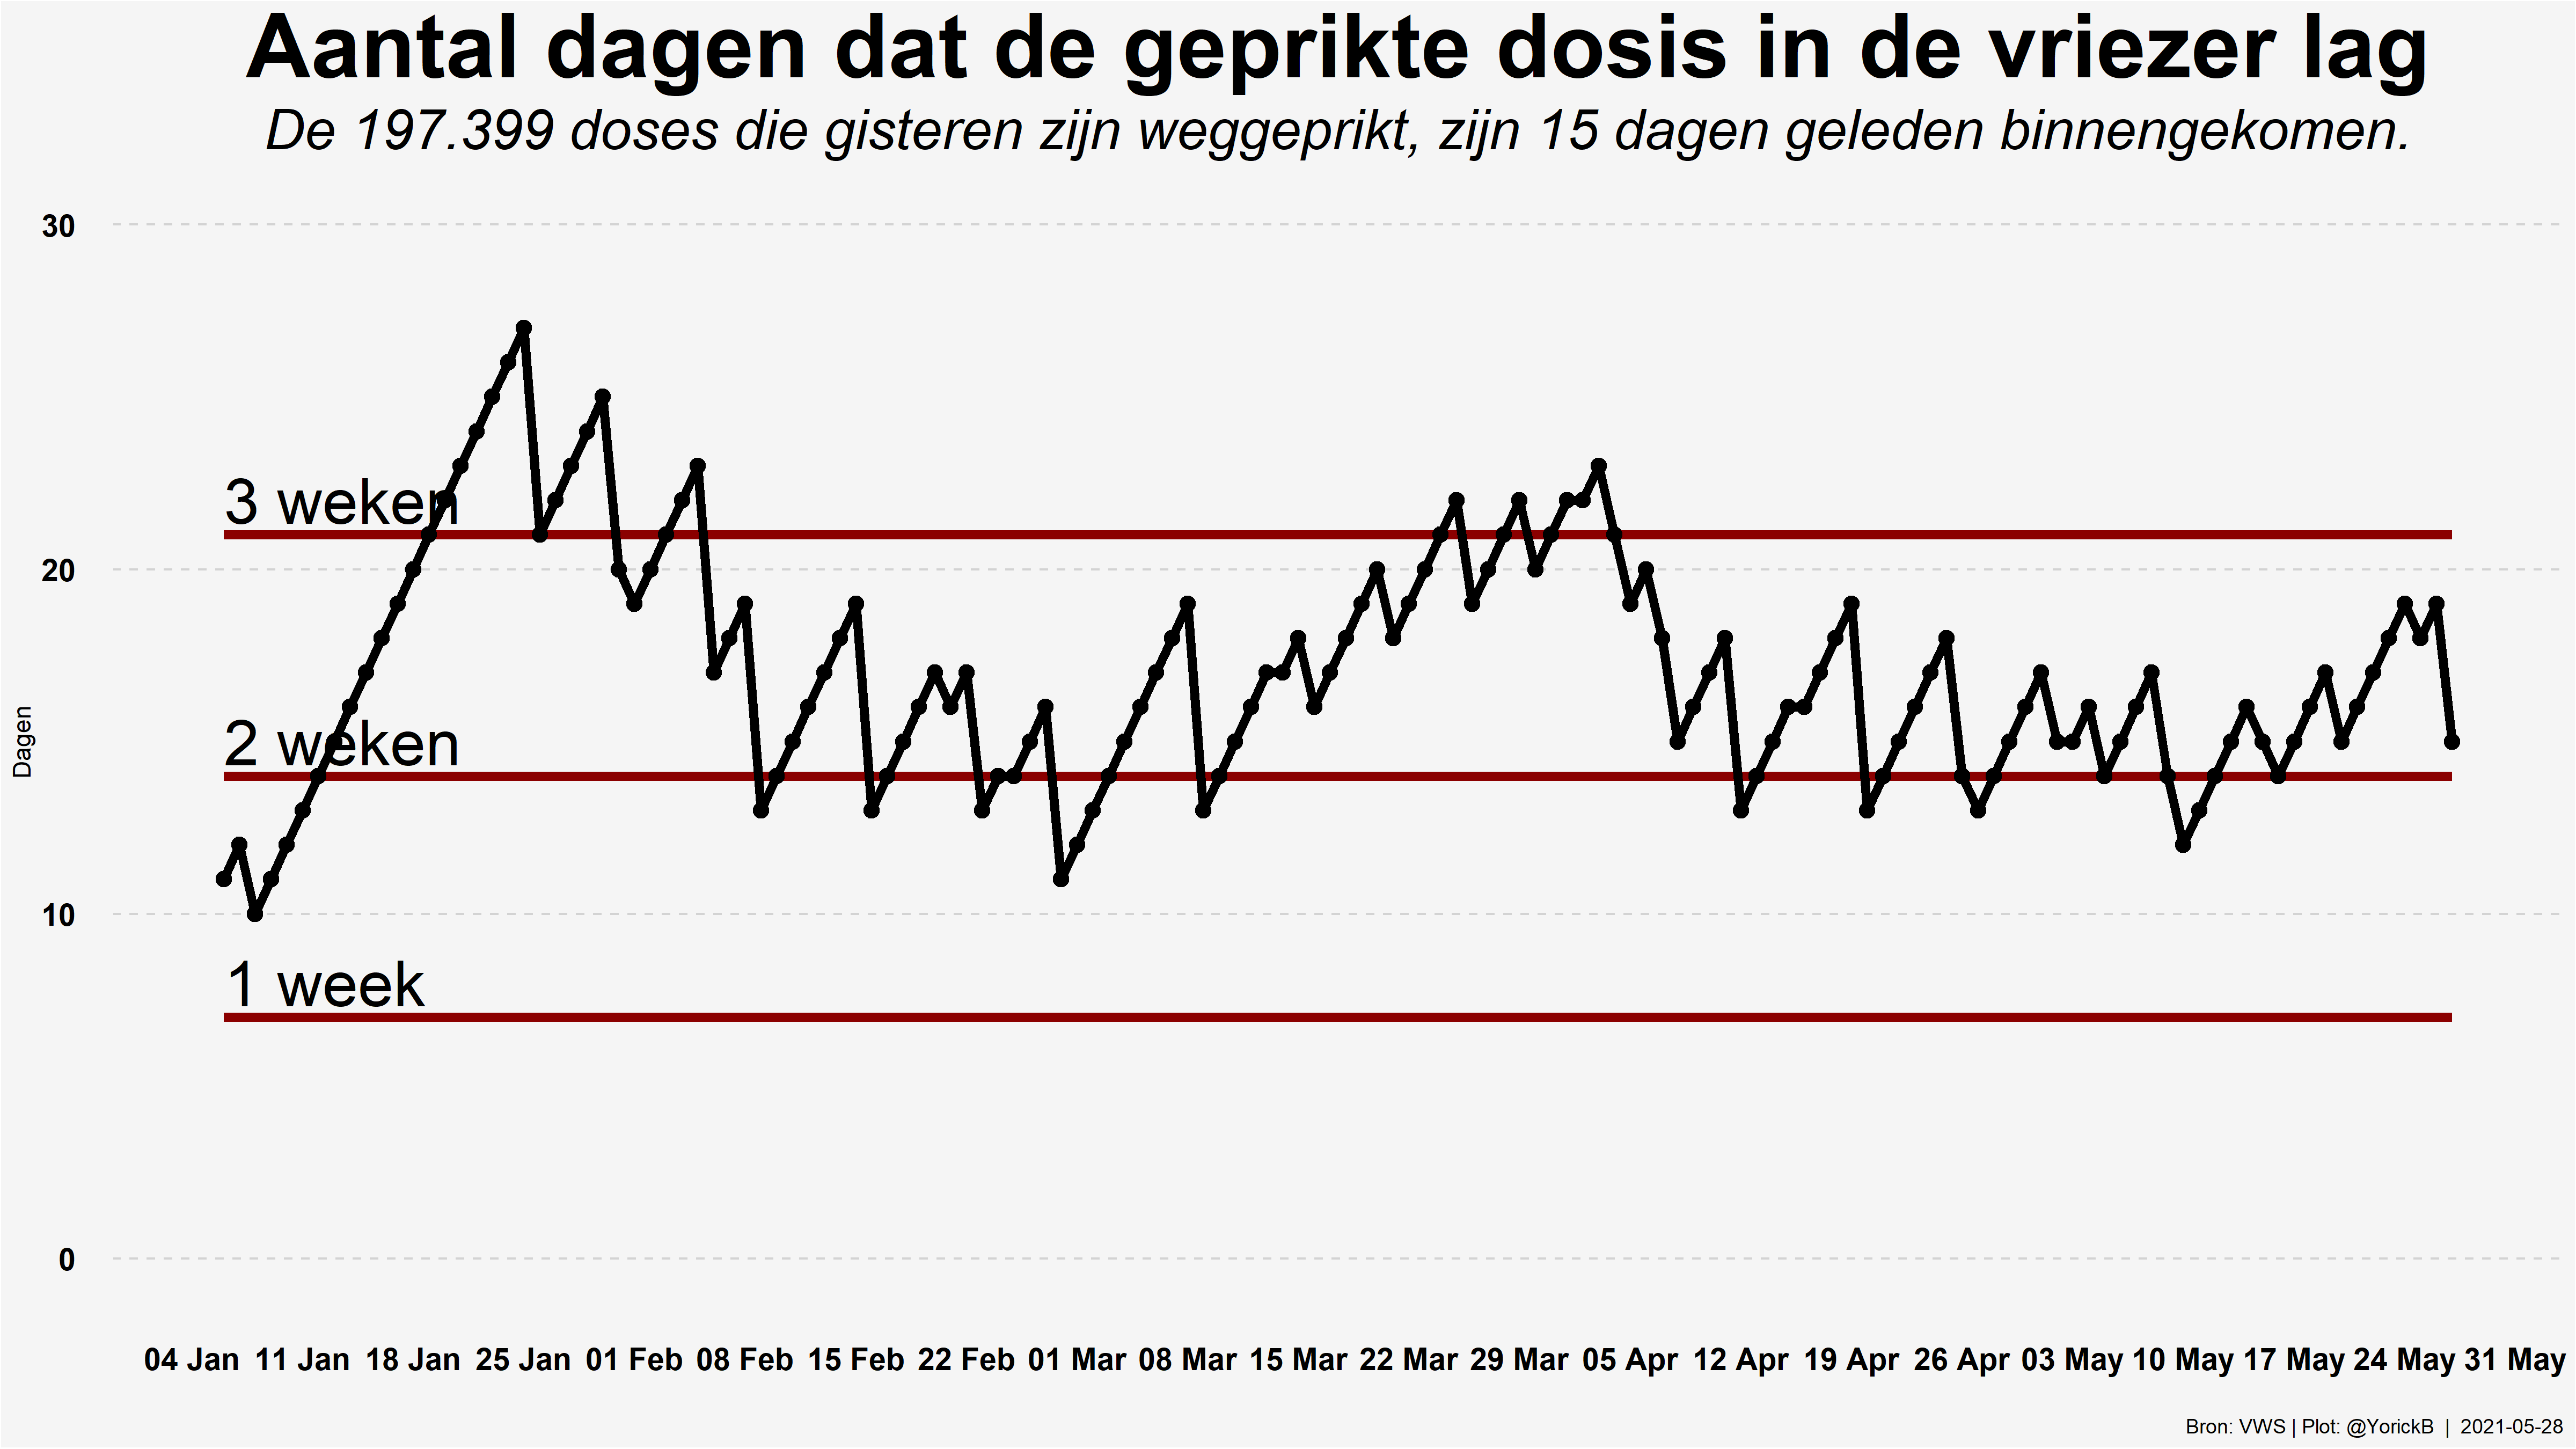 Aantal dagen dat de geprikte dosis in de vriezer lag
De 197.399 doses die gisteren zijn weggeprikt, zijn 15 dagen geleden binnengekomen.
30
3 weken
20
Dagen
2 weken
10
1 week
0
04 Jan 11 Jan 18 Jan 25 Jan 01 Feb 08 Feb 15 Feb 22 Feb 01 Mar 08 Mar 15 Mar 22 Mar 29 Mar 05 Apr 12 Apr 19 Apr 26 Apr 03 May 10 May 17 May 24 May 31 May
Bron: VWS | Plot: @YorickB | 2021-05-28